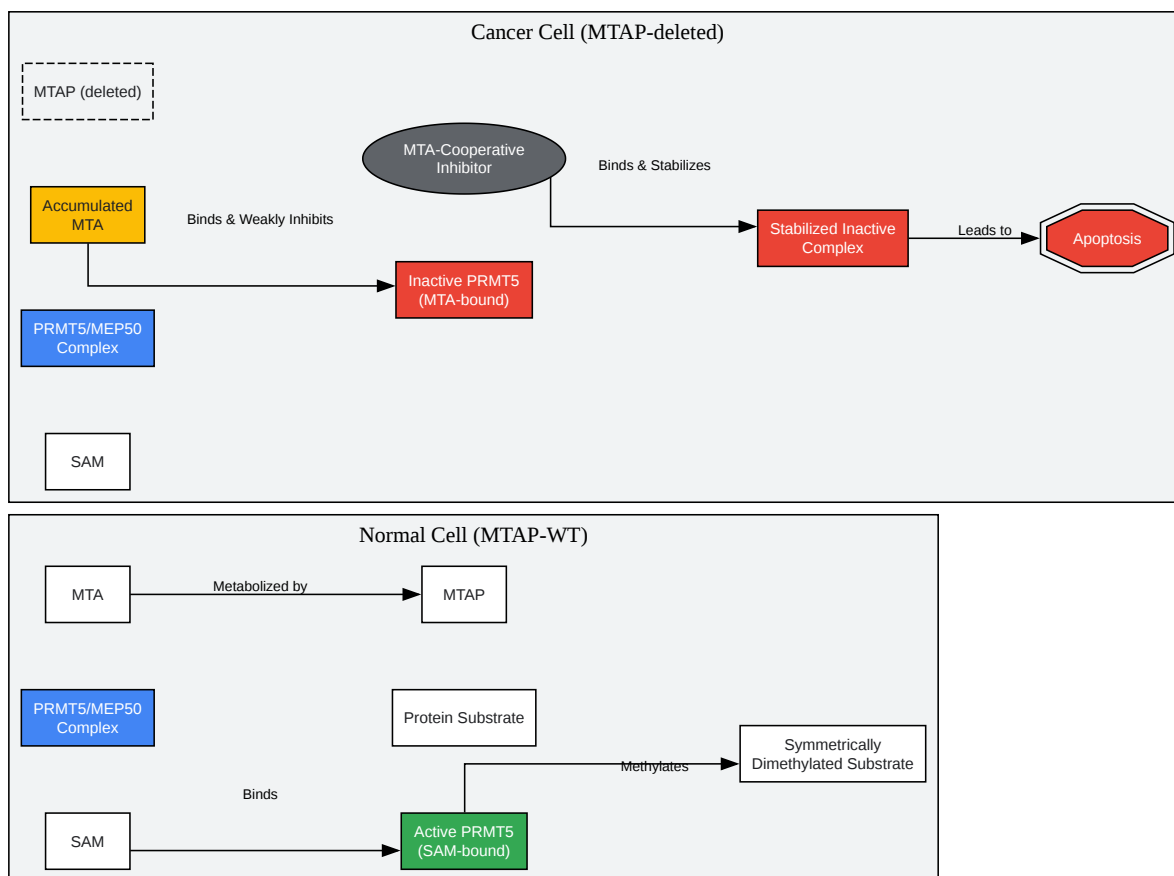 Cancer Cell (MTAP-deleted)
MTAP (deleted)
MTA-Cooperative
Inhibitor
Binds & Stabilizes
Accumulated
MTA
Binds & Weakly Inhibits
Stabilized Inactive
Complex
Leads to
Apoptosis
Inactive PRMT5
(MTA-bound)
PRMT5/MEP50
Complex
SAM
Normal Cell (MTAP-WT)
MTA
Metabolized by
MTAP
PRMT5/MEP50
Complex
Protein Substrate
Symmetrically
Dimethylated Substrate
Methylates
Binds
SAM
Active PRMT5
(SAM-bound)